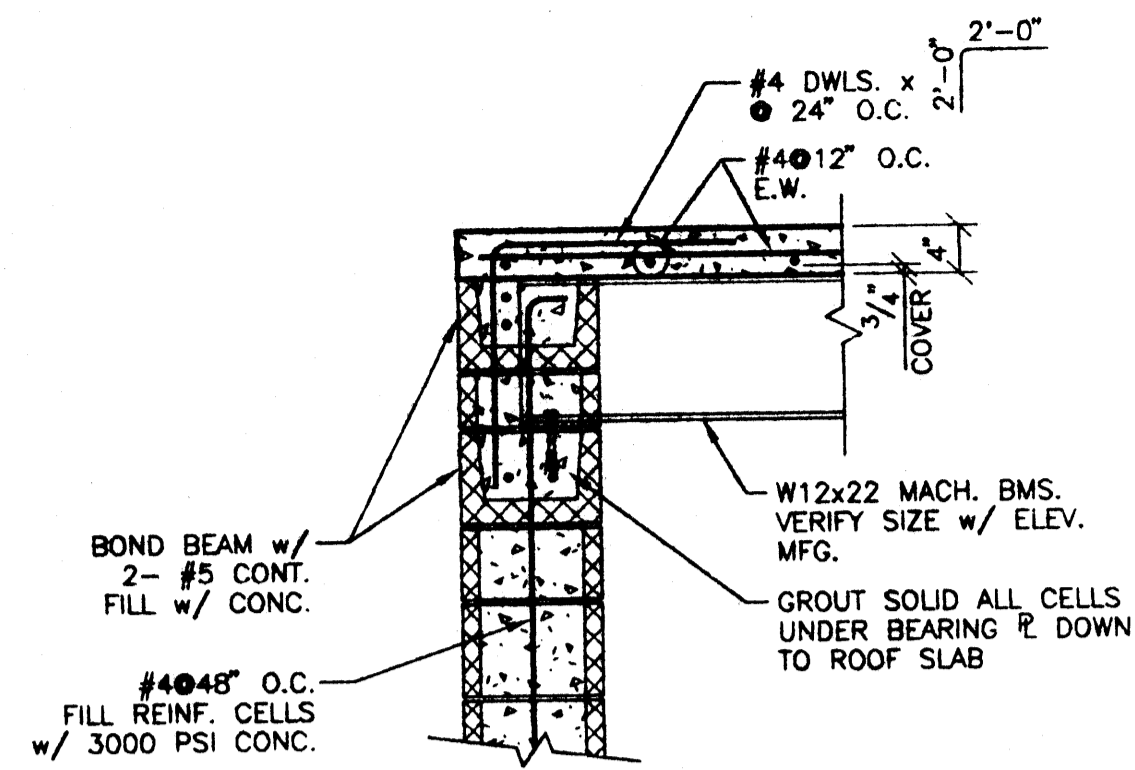 2'-0"
2'-0"
#4 DWLS. x
@ 24" O.C.
#4@12" O.C.
E.W.
4"
3/4"
COVER
W12x22 MACH. BMS.
VERIFY SIZE w/ ELEV.
MFG.
BOND BEAM w/
2- #5 CONT.
FILL w/ CONC.
GROUT SOLID ALL CELLS
UNDER BEARING PL DOWN
TO ROOF SLAB
#4@48" O.C.
FILL REINF. CELLS
w/ 3000 PSI CONC.